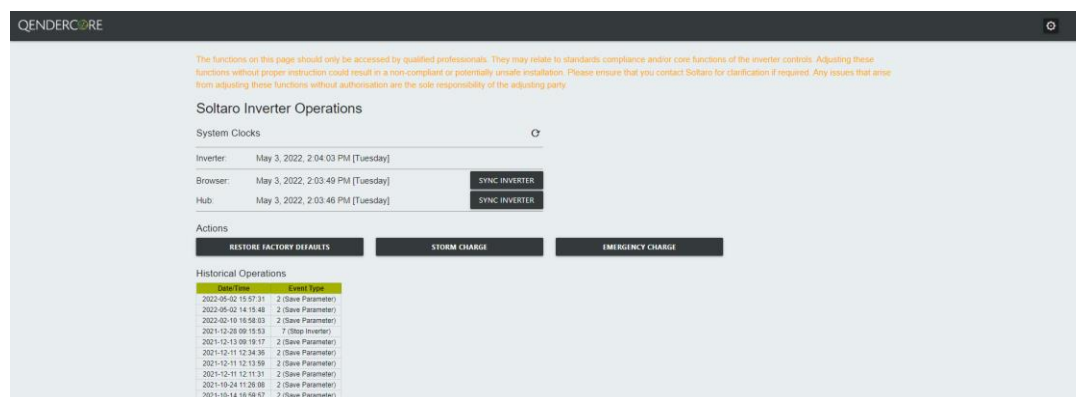 QENDERCORE
The functions on this page should only be accessed by qualified professionals. They may relate to standards compliance and/or core functions of the inverter controls. Adjusting these
functions without proper instruction could result in a non-compliant or potentially unsafe installation. Please ensure that you contact Soltaro for clarification if required. Any issues that arise
from adjusting these functions without authorisation are the sole responsibility of the adjusting party.
Soltaro Inverter Operations
System Clocks
Inverter: May 3, 2022, 2:04:03 PM [Tuesday]
Browser: May 3, 2022, 2:03:49 PM [Tuesday] SYNC INVERTER
Hub: May 3, 2022, 2:03:46 PM [Tuesday] SYNC INVERTER
Actions
RESTORE FACTORY DEFAULTS STORM CHARGE EMERGENCY CHARGE
Historical Operations
Date/Time Event Type
2022-05-02 15:57:31 2 (Save Parameter)
2022-05-02 14:15:48 2 (Save Parameter)
2022-02-10 16:58:03 2 (Save Parameter)
2021-12-26 09:15:53 7 (Stop Inverter)
2021-12-13 09:19:17 2 (Save Parameter)
2021-12-11 12:34:36 2 (Save Parameter)
2021-12-11 12:13:59 2 (Save Parameter)
2021-12-11 12:11:31 2 (Save Parameter)
2021-10-24 11:26:08 2 (Save Parameter)
2021-10-14 16:59:57 2 (Save Parameter)